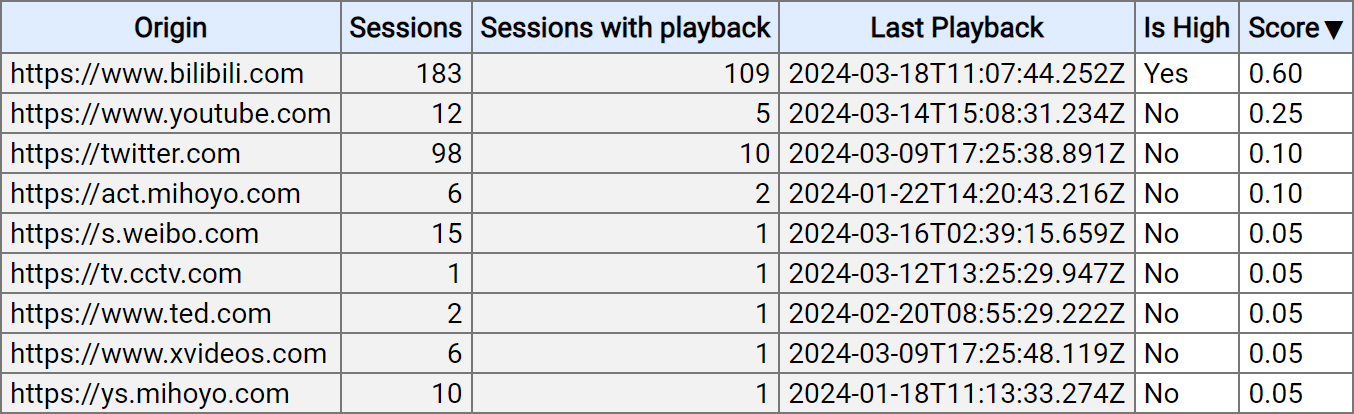 Origin Sessions Sessions with playback Last Playback Is High Score▼
https://www.bilibili.com 183 109 2024-03-18T11:07:44.252Z Yes 0.60
https://www.youtube.com 12 5 2024-03-14T15:08:31.234Z No 0.25
https://twitter.com 98 10 2024-03-09T17:25:38.891Z No 0.10
https://act.mihoyo.com 6 2 2024-01-22T14:20:43.216Z No 0.10
https://s.weibo.com 15 1 2024-03-16T02:39:15.659Z No 0.05
https://tv.cctv.com 1 1 2024-03-12T13:25:29.947Z No 0.05
https://www.ted.com 2 1 2024-02-20T08:55:29.222Z No 0.05
https://www.xvideos.com 6 1 2024-03-09T17:25:48.119Z No 0.05
https://ys.mihoyo.com 10 1 2024-01-18T11:13:33.274Z No 0.05